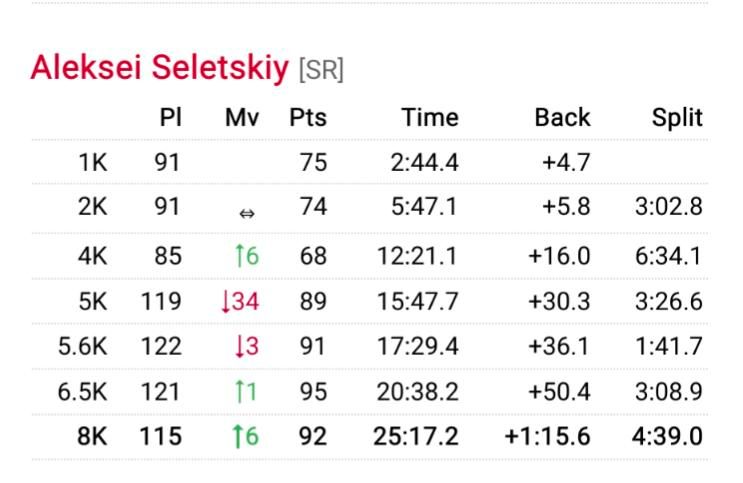 Aleksei Seletskiy [SR]
Pl Mv Pts Time Back Split
1K 91 75 2:44.4 +4.7
2K 91 ⇔ 74 5:47.1 +5.8 3:02.8
4K 85 ↑6 68 12:21.1 +16.0 6:34.1
5K 119 ↓34 89 15:47.7 +30.3 3:26.6
5.6K 122 ↓3 91 17:29.4 +36.1 1:41.7
6.5K 121 ↑1 95 20:38.2 +50.4 3:08.9
8K 115 ↑6 92 25:17.2 +1:15.6 4:39.0